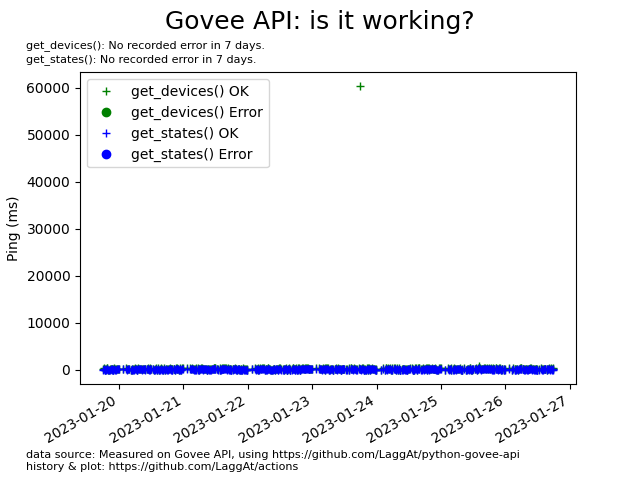 Govee API: is it working?
get_devices(): No recorded error in 7 days.
get_states(): No recorded error in 7 days.
get_devices() OK
get_devices() Error
get_states() OK
get_states() Error
Ping (ms)
60000
50000
40000
30000
20000
10000
0
2023-01-20
2023-01-21
2023-01-22
2023-01-23
2023-01-24
2023-01-25
2023-01-26
2023-01-27
data source: Measured on Govee API, using https://github.com/LaggAt/python-govee-api
history & plot: https://github.com/LaggAt/actions